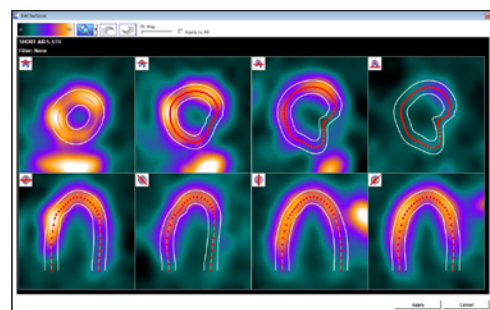 Edit Surfaces
Apply to All
SHORT AXIS-STR
Filter: None
Apply
Cancel